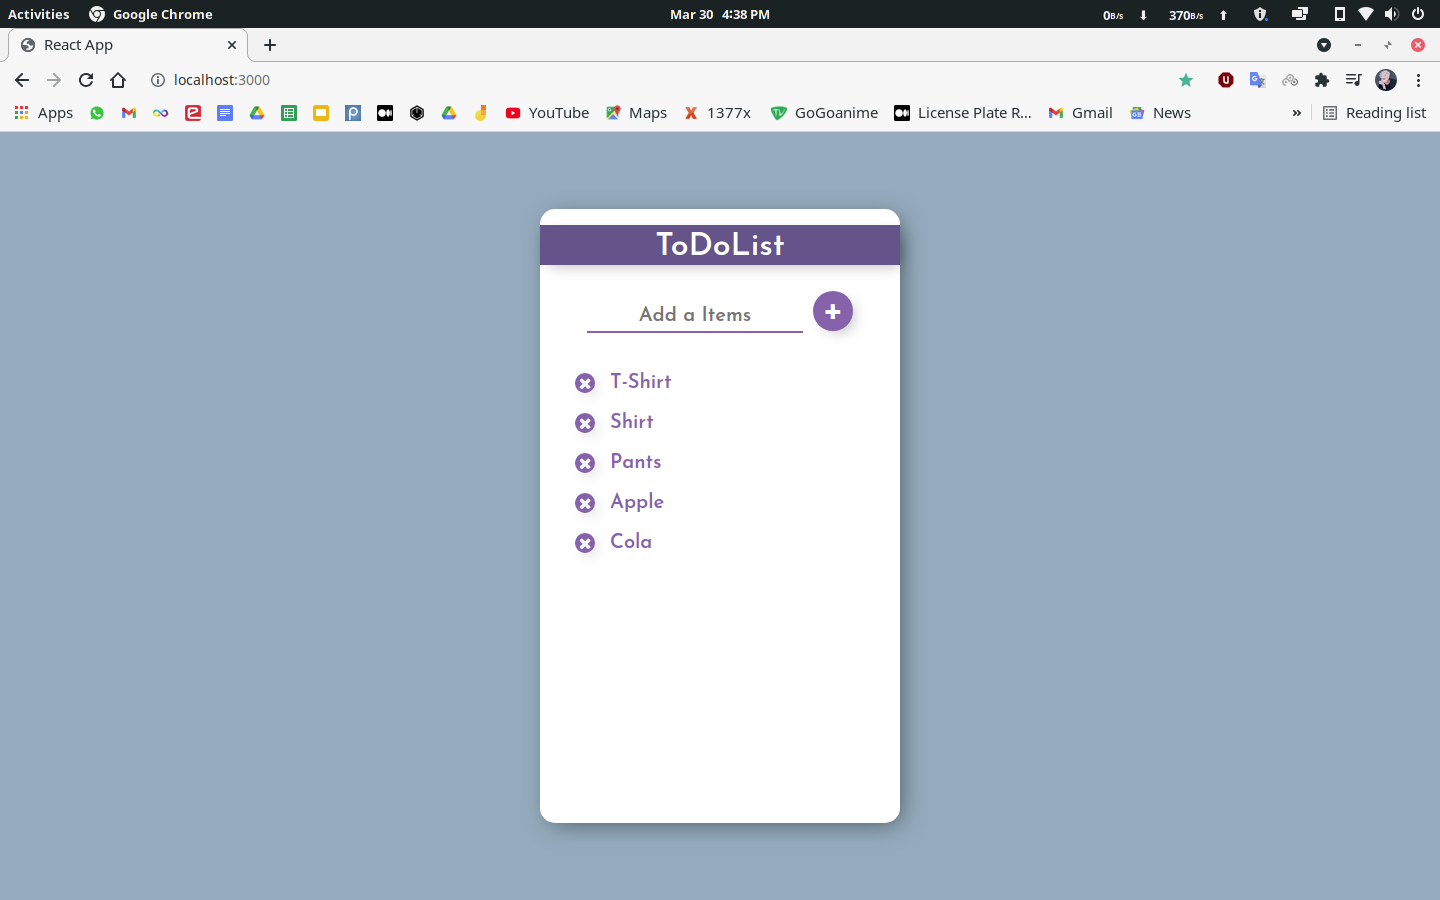 Activities Google Chrome Mar 30 4:38 PM 0B/s 370B/s
React App
localhost:3000
Apps YouTube Maps 1377x GoGoanime License Plate R... Gmail News » Reading list
ToDoList
Add a Items
T-Shirt
Shirt
Pants
Apple
Cola